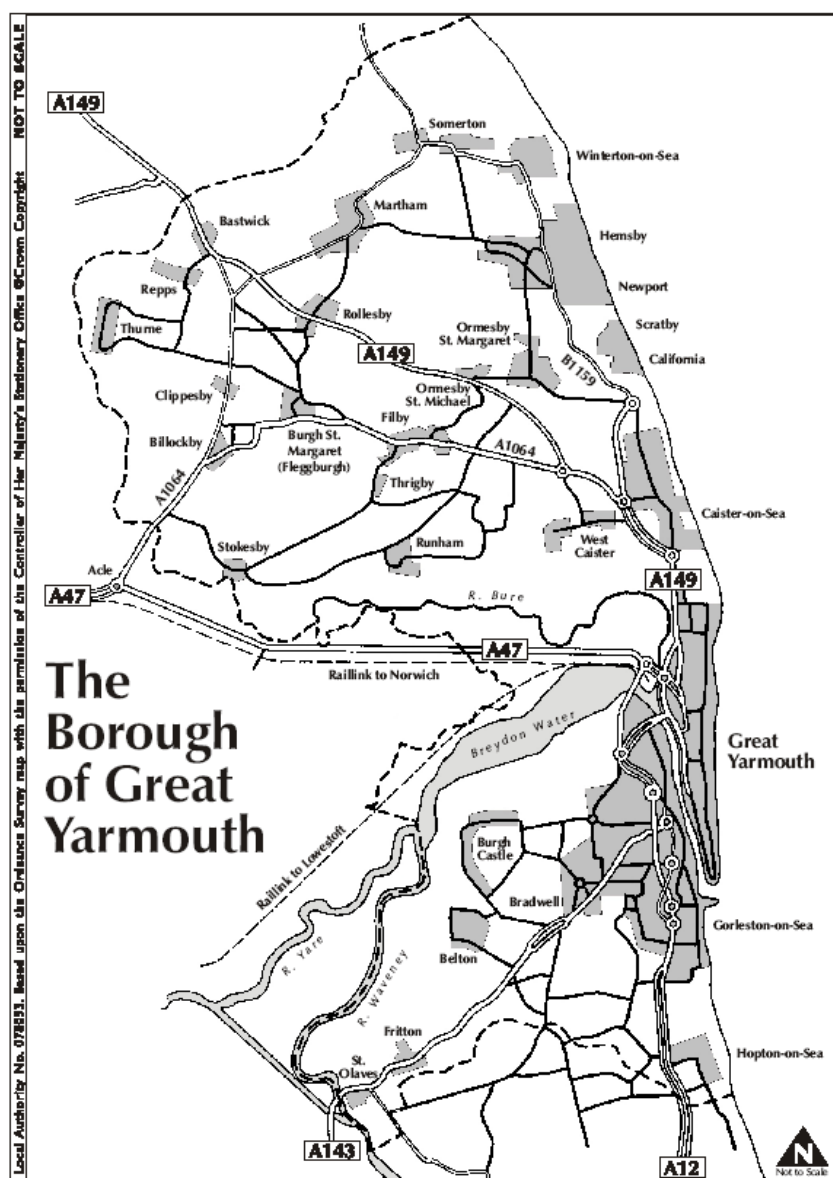 Local Authority No. 078693. Based upon the Ordnance Survey map with the permission of the Controller of Her Majesty's Stationery Office ©Crown Copyright NOT TO SCALE
A149
Somerton
Winterton-on-Sea
Martham
Bastwick
Hemsby
Repps
Newport
Rollesby
Thurne
Scratby
Ormesby
St. Margaret
A149
California
B1159
Clippesby
Ormesby
St. Michael
Filby
Billockby
Burgh St.
Margaret
(Fleggburgh)
A1064
A1064
Thrigby
Caister-on-Sea
Stokesby
Runham
West
Caister
Acle
A47
A149
R. Bure
A47
Raillink to Norwich
The
Borough
of Great
Yarmouth
Breydon Water
Great
Yarmouth
Burgh
Castle
Raillink to Lowestoft
Bradwell
Gorleston-on-Sea
Belton
R. Yare
R. Waveney
Fritton
St.
Olaves
Hopton-on-Sea
A143
A12
N
Not to Scale